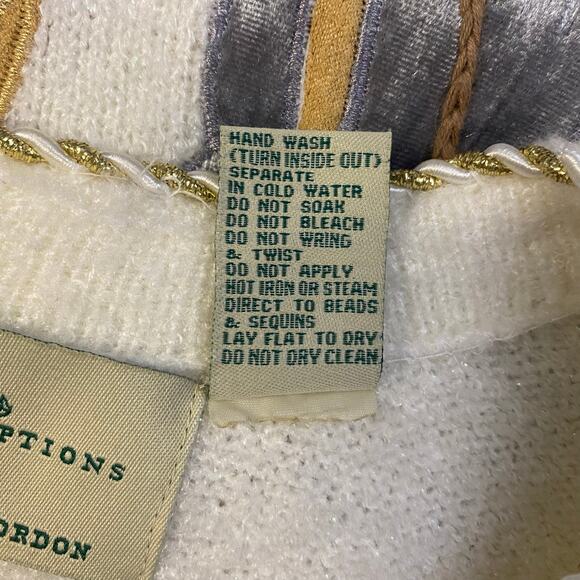 HAND WASH
(TURN INSIDE OUT)
SEPARATE
IN COLD WATER
DO NOT SOAK
DO NOT BLEACH
DO NOT WRING
& TWIST
DO NOT APPLY
HOT IRON OR STEAM
DIRECT TO BEADS
& SEQUINS
LAY FLAT TO DRY
DO NOT DRY CLEAN
PTIONS
ORDON